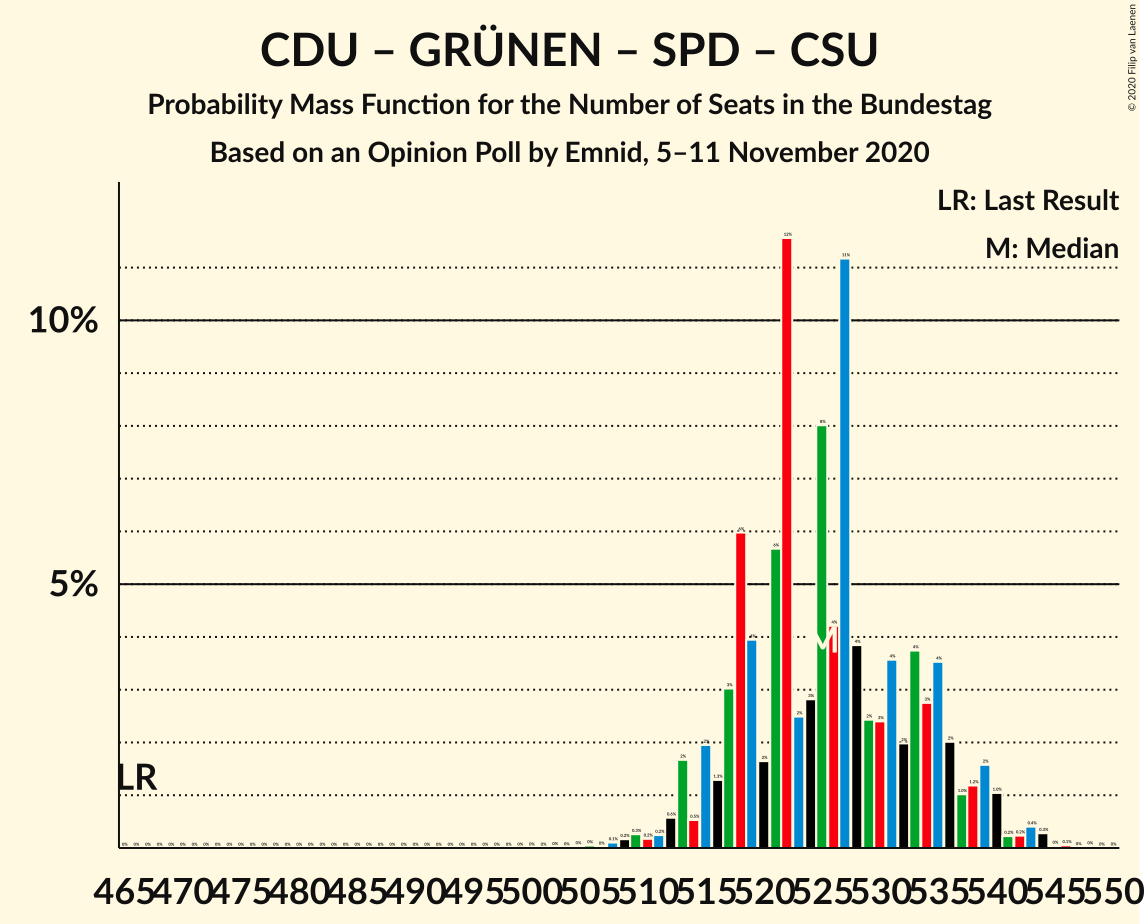 © 2020 Filip van Laenen
CDU – GRÜNEN – SPD – CSU
Probability Mass Function for the Number of Seats in the Bundestag
Based on an Opinion Poll by Emnid, 5–11 November 2020
LR: Last Result
M: Median
10%
5%
LR
M
465 470 475 480 485 490 495 500 505 510 515 520 525 530 535 540 545 550